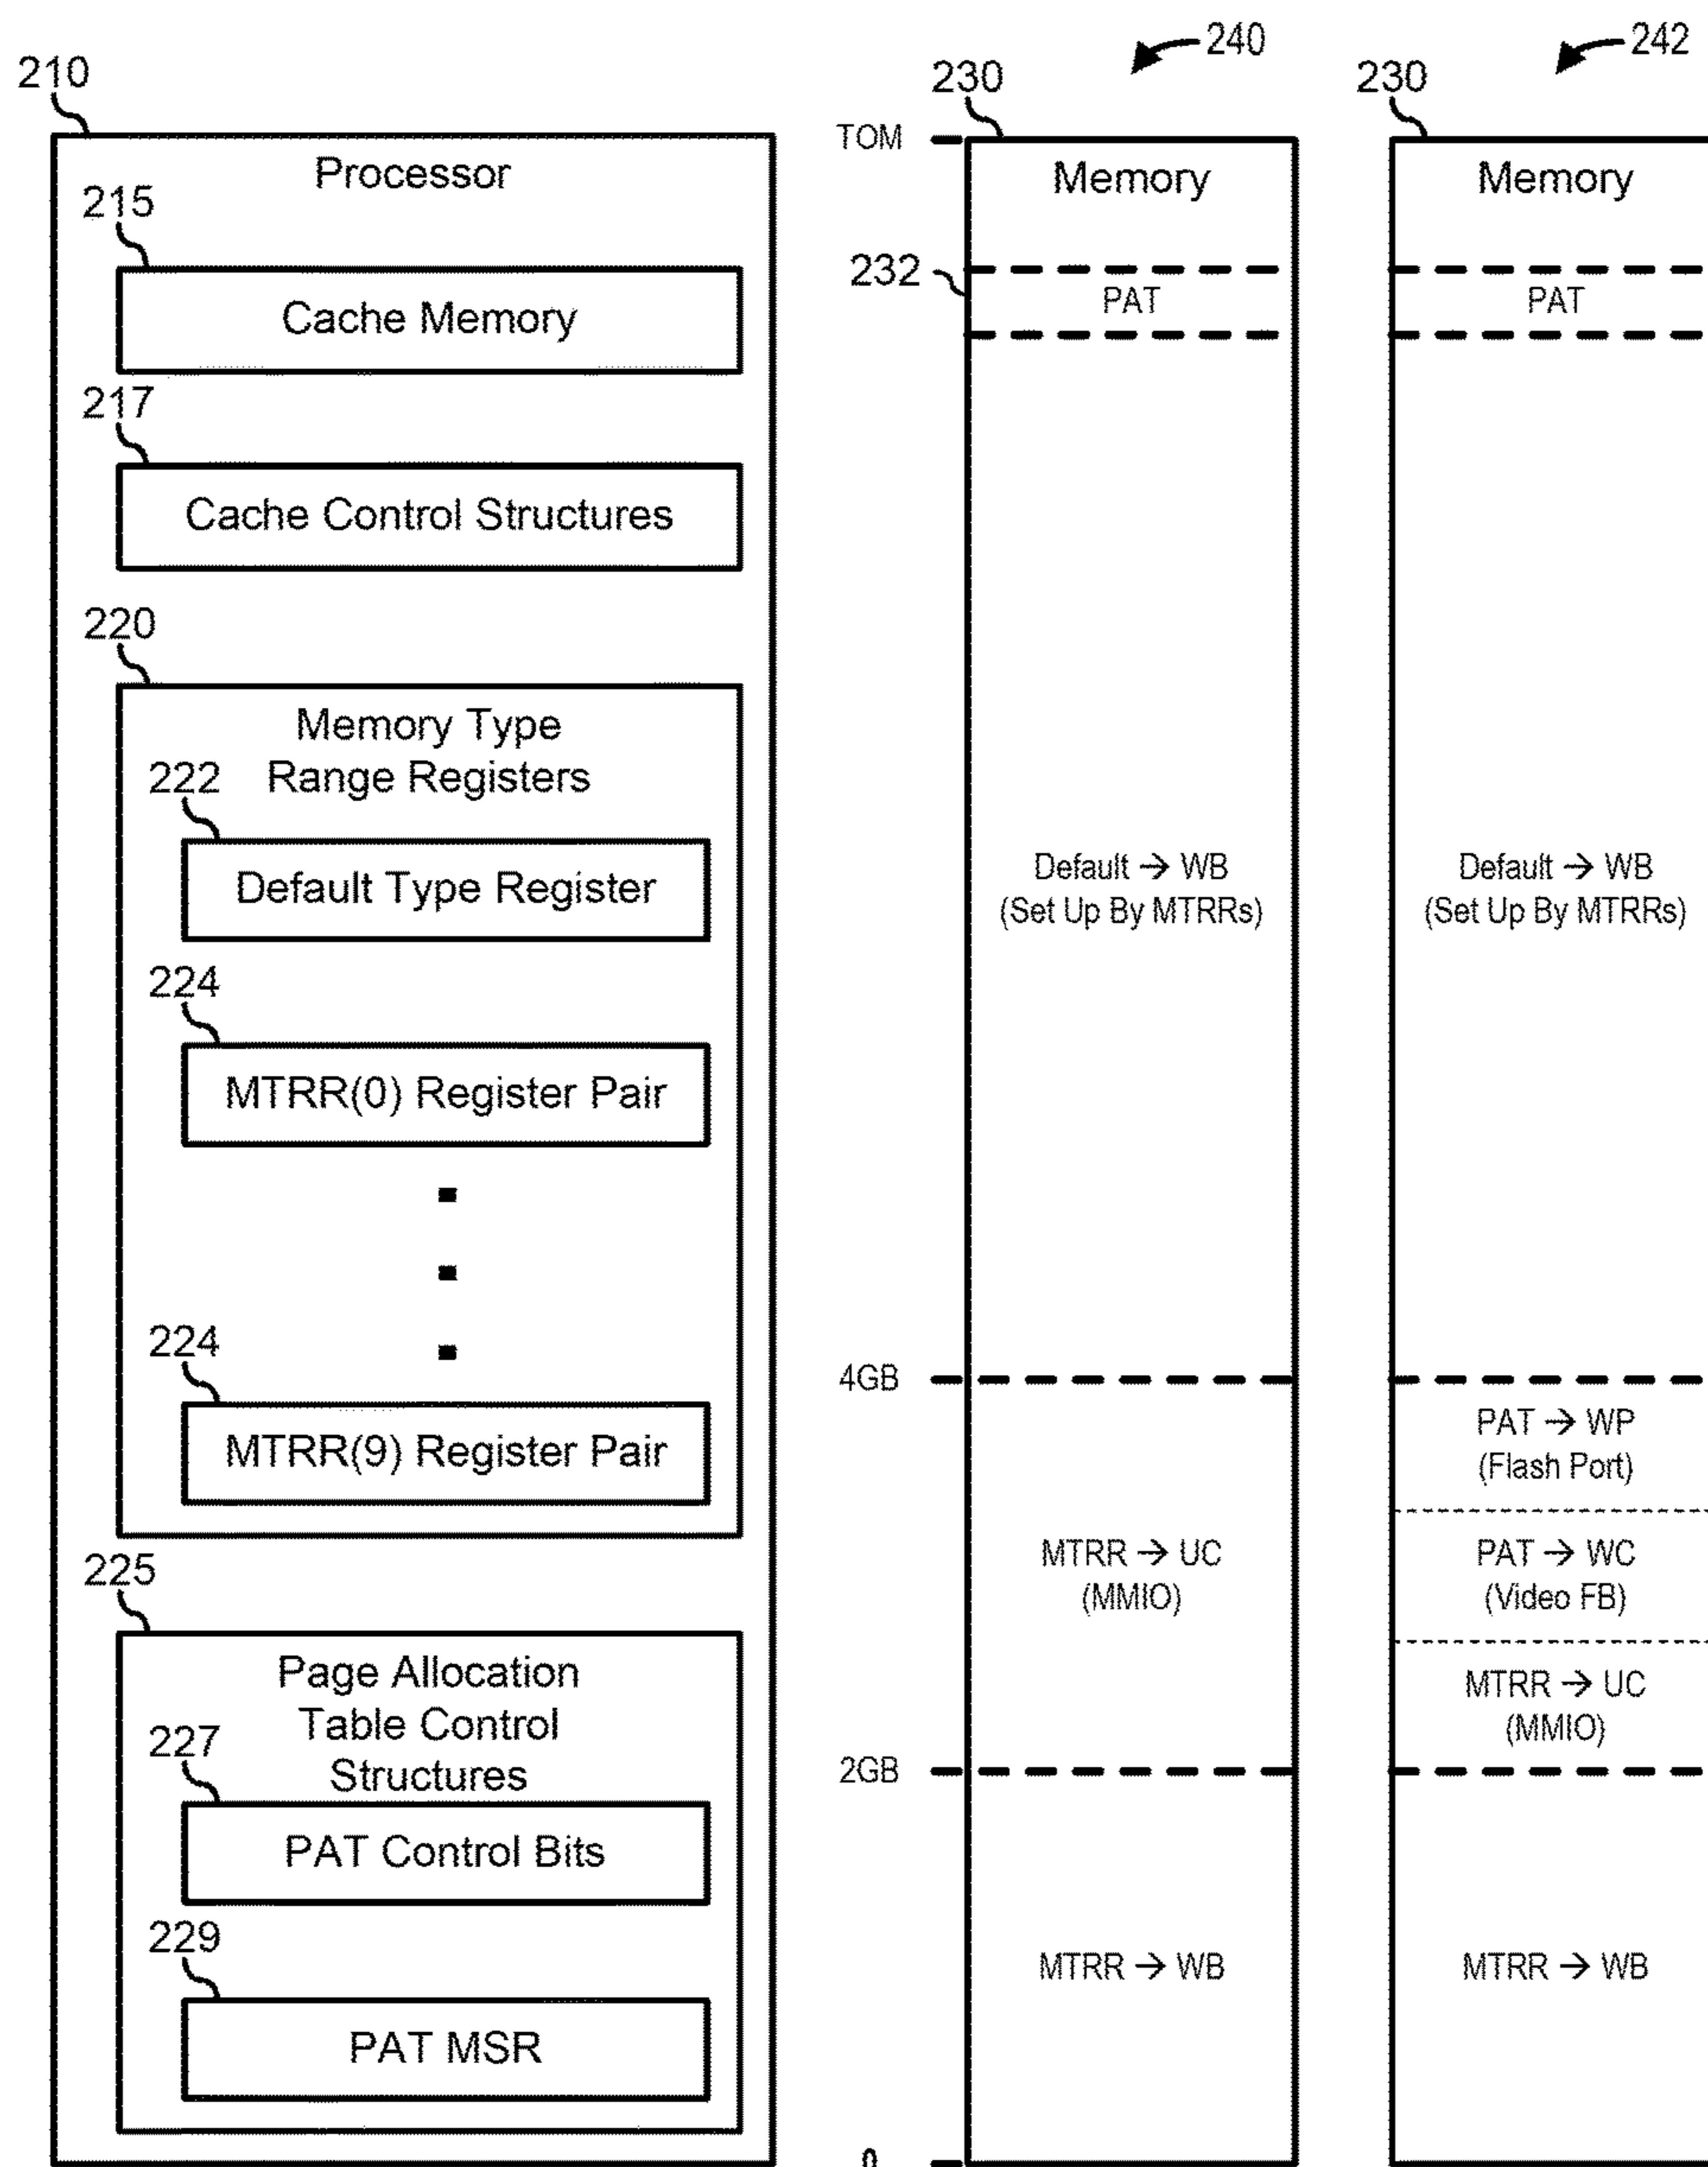 210
Processor
215
Cache Memory
217
Cache Control Structures
220
Memory Type
Range Registers
222
Default Type Register
224
MTRR(0) Register Pair
224
MTRR(9) Register Pair
225
Page Allocation
Table Control
Structures
227
PAT Control Bits
229
PAT MSR
240
230
TOM
Memory
232
PAT
Default → WB
(Set Up By MTRRs)
4GB
MTRR → UC
(MMIO)
2GB
MTRR → WB
0
242
230
Memory
PAT
Default → WB
(Set Up By MTRRs)
PAT → WP
(Flash Port)
PAT → WC
(Video FB)
MTRR → UC
(MMIO)
MTRR → WB